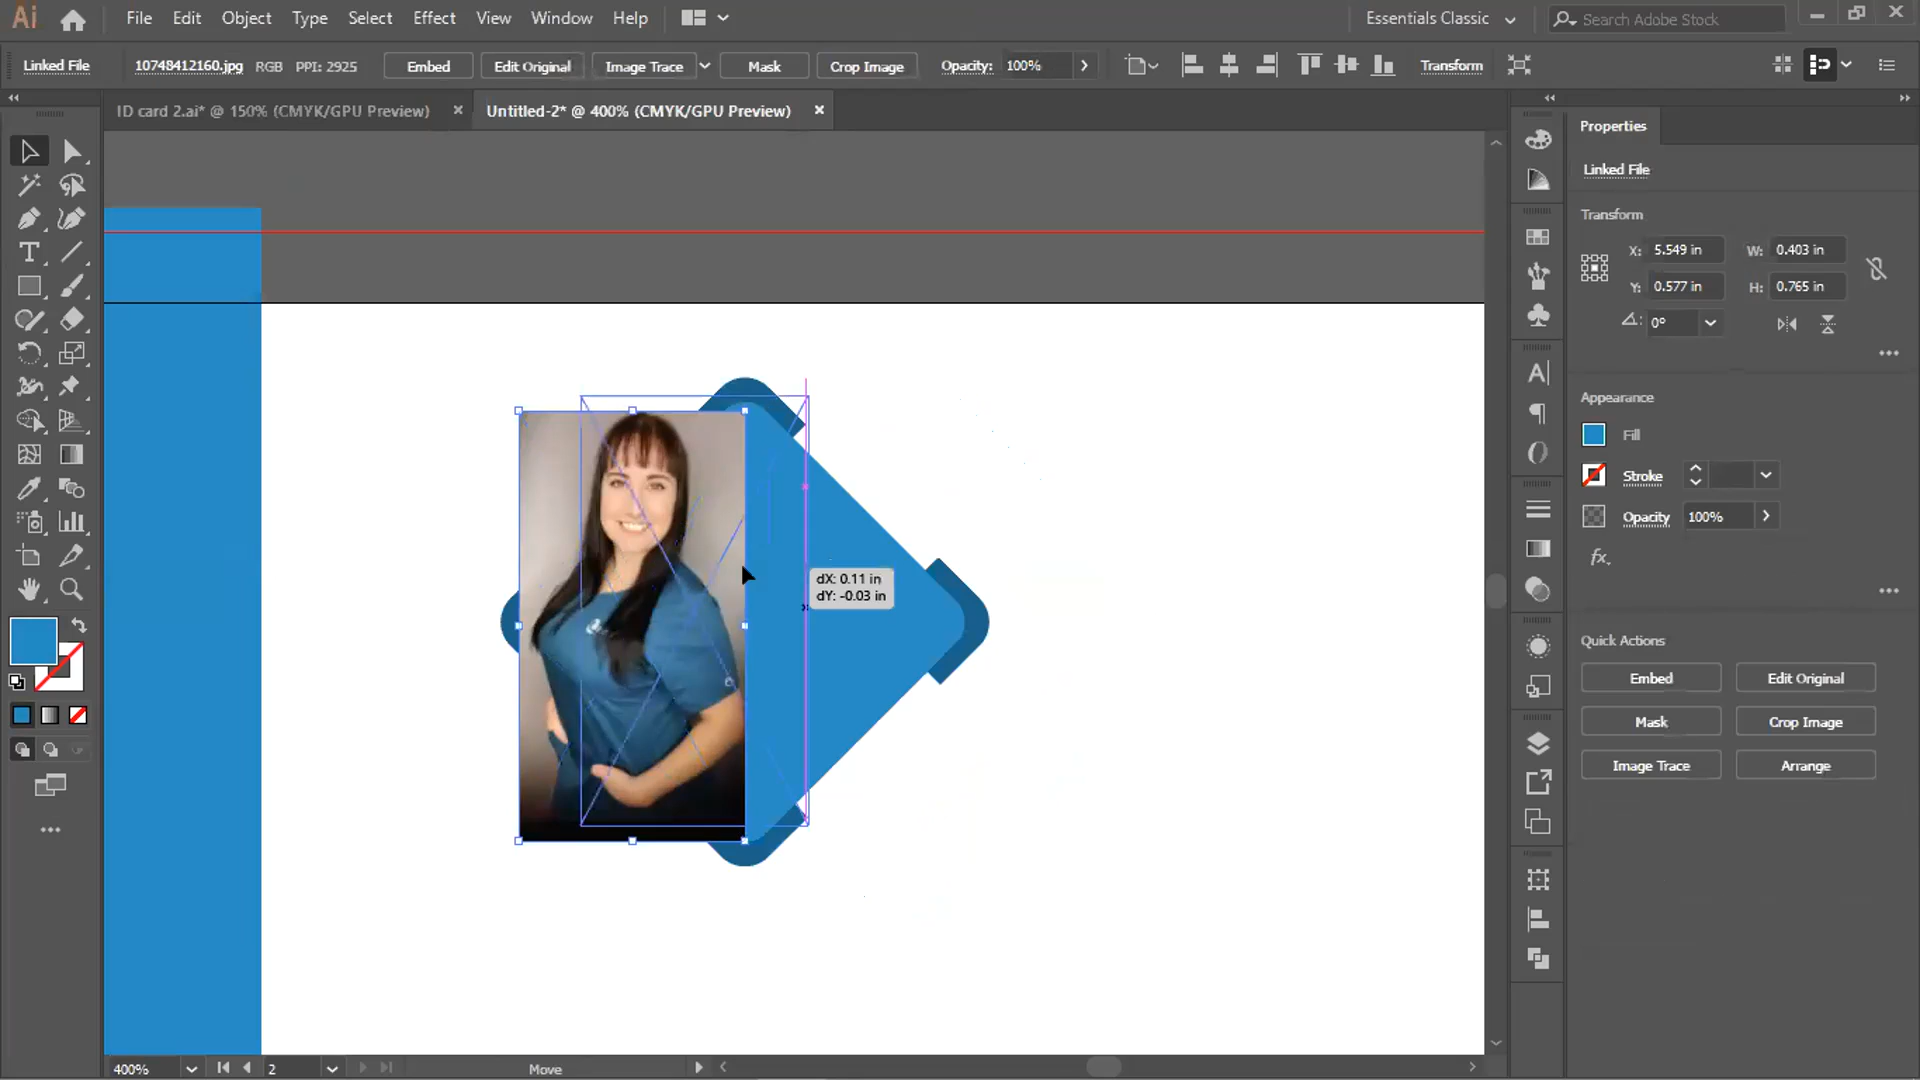 Ai File Edit Object Type Select Effect View Window Help Essentials Classic Search Adobe Stock
Linked File 10748412160.jpg RGB PPI: 2925 Embed Edit Original Image Trace Mask Crop Image Opacity: 100% Transform
ID card 2.ai* @ 150% (CMYK/GPU Preview) Untitled-2* @ 400% (CMYK/GPU Preview)
Properties
Linked File
Transform
X: 5.549 in W: 0.403 in
Y: 0.577 in H: 0.765 in
0°
Appearance
Fill
Stroke
Opacity 100%
fx
dX: 0.11 in
dY: -0.03 in
Quick Actions
Embed Edit Original
Mask Crop Image
Image Trace Arrange
400% 2 Move